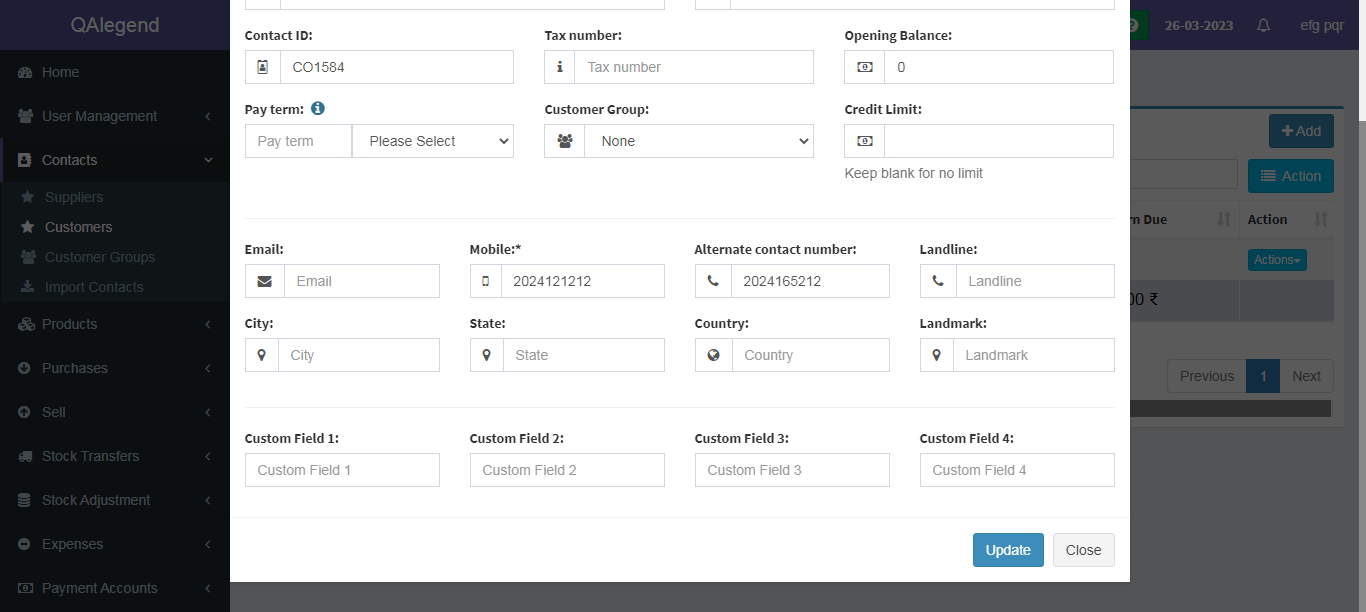 QAlegend
26-03-2023
efg pqr
Home
User Management
Contacts
Suppliers
Customers
Customer Groups
Import Contacts
Products
Purchases
Sell
Stock Transfers
Stock Adjustment
Expenses
Payment Accounts
Contact ID:
Tax number:
Opening Balance:
CO1584
Tax number
0
Pay term:
Customer Group:
Credit Limit:
Pay term
Please Select
None
Keep blank for no limit
Email:
Mobile:*
Alternate contact number:
Landline:
Email
2024121212
2024165212
Landline
City:
State:
Country:
Landmark:
City
State
Country
Landmark
Custom Field 1:
Custom Field 2:
Custom Field 3:
Custom Field 4:
Custom Field 1
Custom Field 2
Custom Field 3
Custom Field 4
Update
Close
Add
Action
Due
Action
Actions
₹
Previous
1
Next